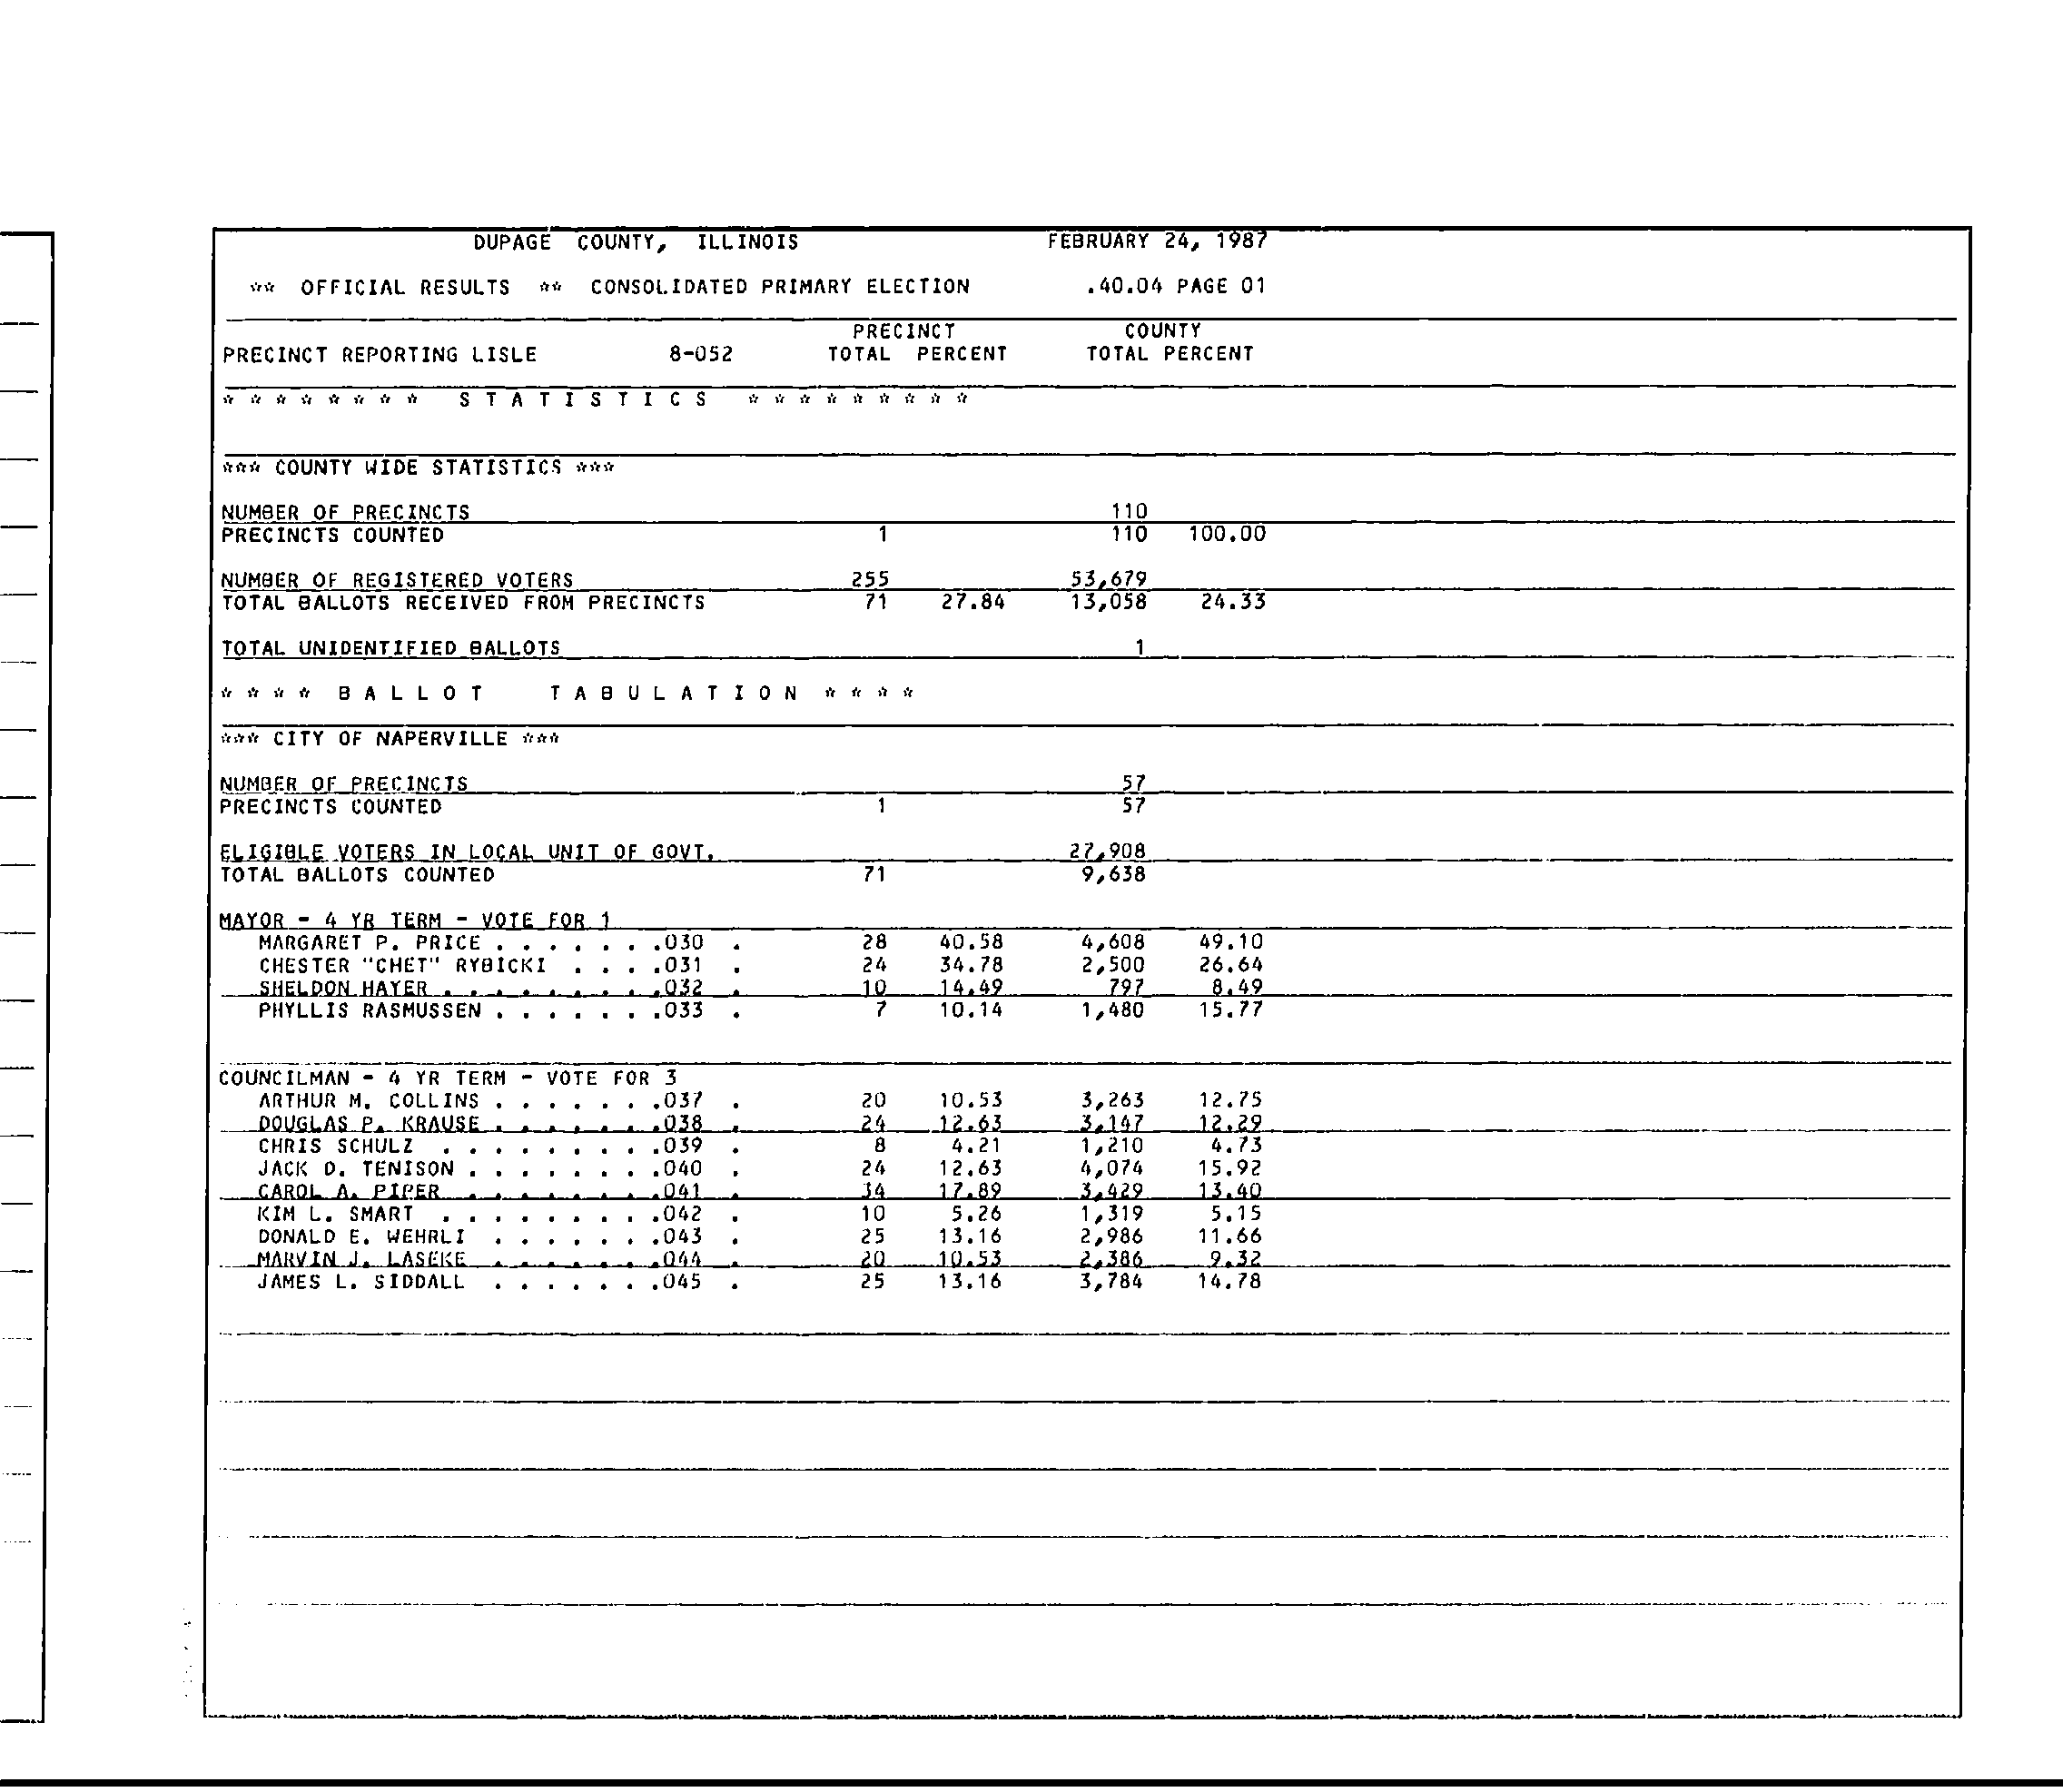 DUPAGE COUNTY, ILLINOIS FEBRUARY 24, 1987
** OFFICIAL RESULTS ** CONSOLIDATED PRIMARY ELECTION .40.04 PAGE 01
PRECINCT COUNTY
PRECINCT REPORTING LISLE 8-052 TOTAL PERCENT TOTAL PERCENT
* * * * * * * * S T A T I S T I C S * * * * * * * * *
*** COUNTY WIDE STATISTICS ***
NUMBER OF PRECINCTS 110
PRECINCTS COUNTED 1 110 100.00
NUMBER OF REGISTERED VOTERS 255 53,679
TOTAL BALLOTS RECEIVED FROM PRECINCTS 71 27.84 13,058 24.33
TOTAL UNIDENTIFIED BALLOTS 1
* * * * B A L L O T T A B U L A T I O N * * * *
*** CITY OF NAPERVILLE ***
NUMBER OF PRECINCTS 57
PRECINCTS COUNTED 1 57
ELIGIBLE VOTERS IN LOCAL UNIT OF GOVT. 27,908
TOTAL BALLOTS COUNTED 71 9,638
MAYOR - 4 YR TERM - VOTE FOR 1
MARGARET P. PRICE . . . . . . .030 . 28 40.58 4,608 49.10
CHESTER "CHET" RYBICKI . . . .031 . 24 34.78 2,500 26.64
SHELDON HAYER . . . . . . . . .032 . 10 14.49 797 8.49
PHYLLIS RASMUSSEN . . . . . . .033 . 7 10.14 1,480 15.77
COUNCILMAN - 4 YR TERM - VOTE FOR 3
ARTHUR M. COLLINS . . . . . . .037 . 20 10.53 3,263 12.75
DOUGLAS P. KRAUSE . . . . . . .038 . 24 12.63 3,147 12.29
CHRIS SCHULZ . . . . . . . . .039 . 8 4.21 1,210 4.73
JACK D. TENISON . . . . . . . .040 . 24 12.63 4,074 15.92
CAROL A. PIPER . . . . . . . .041 . 34 17.89 3,429 13.40
KIM L. SMART . . . . . . . . .042 . 10 5.26 1,319 5.15
DONALD E. WEHRLI . . . . . . .043 . 25 13.16 2,986 11.66
MARVIN J. LASEKE . . . . . . .044 . 20 10.53 2,386 9.32
JAMES L. SIDDALL . . . . . . .045 . 25 13.16 3,784 14.78